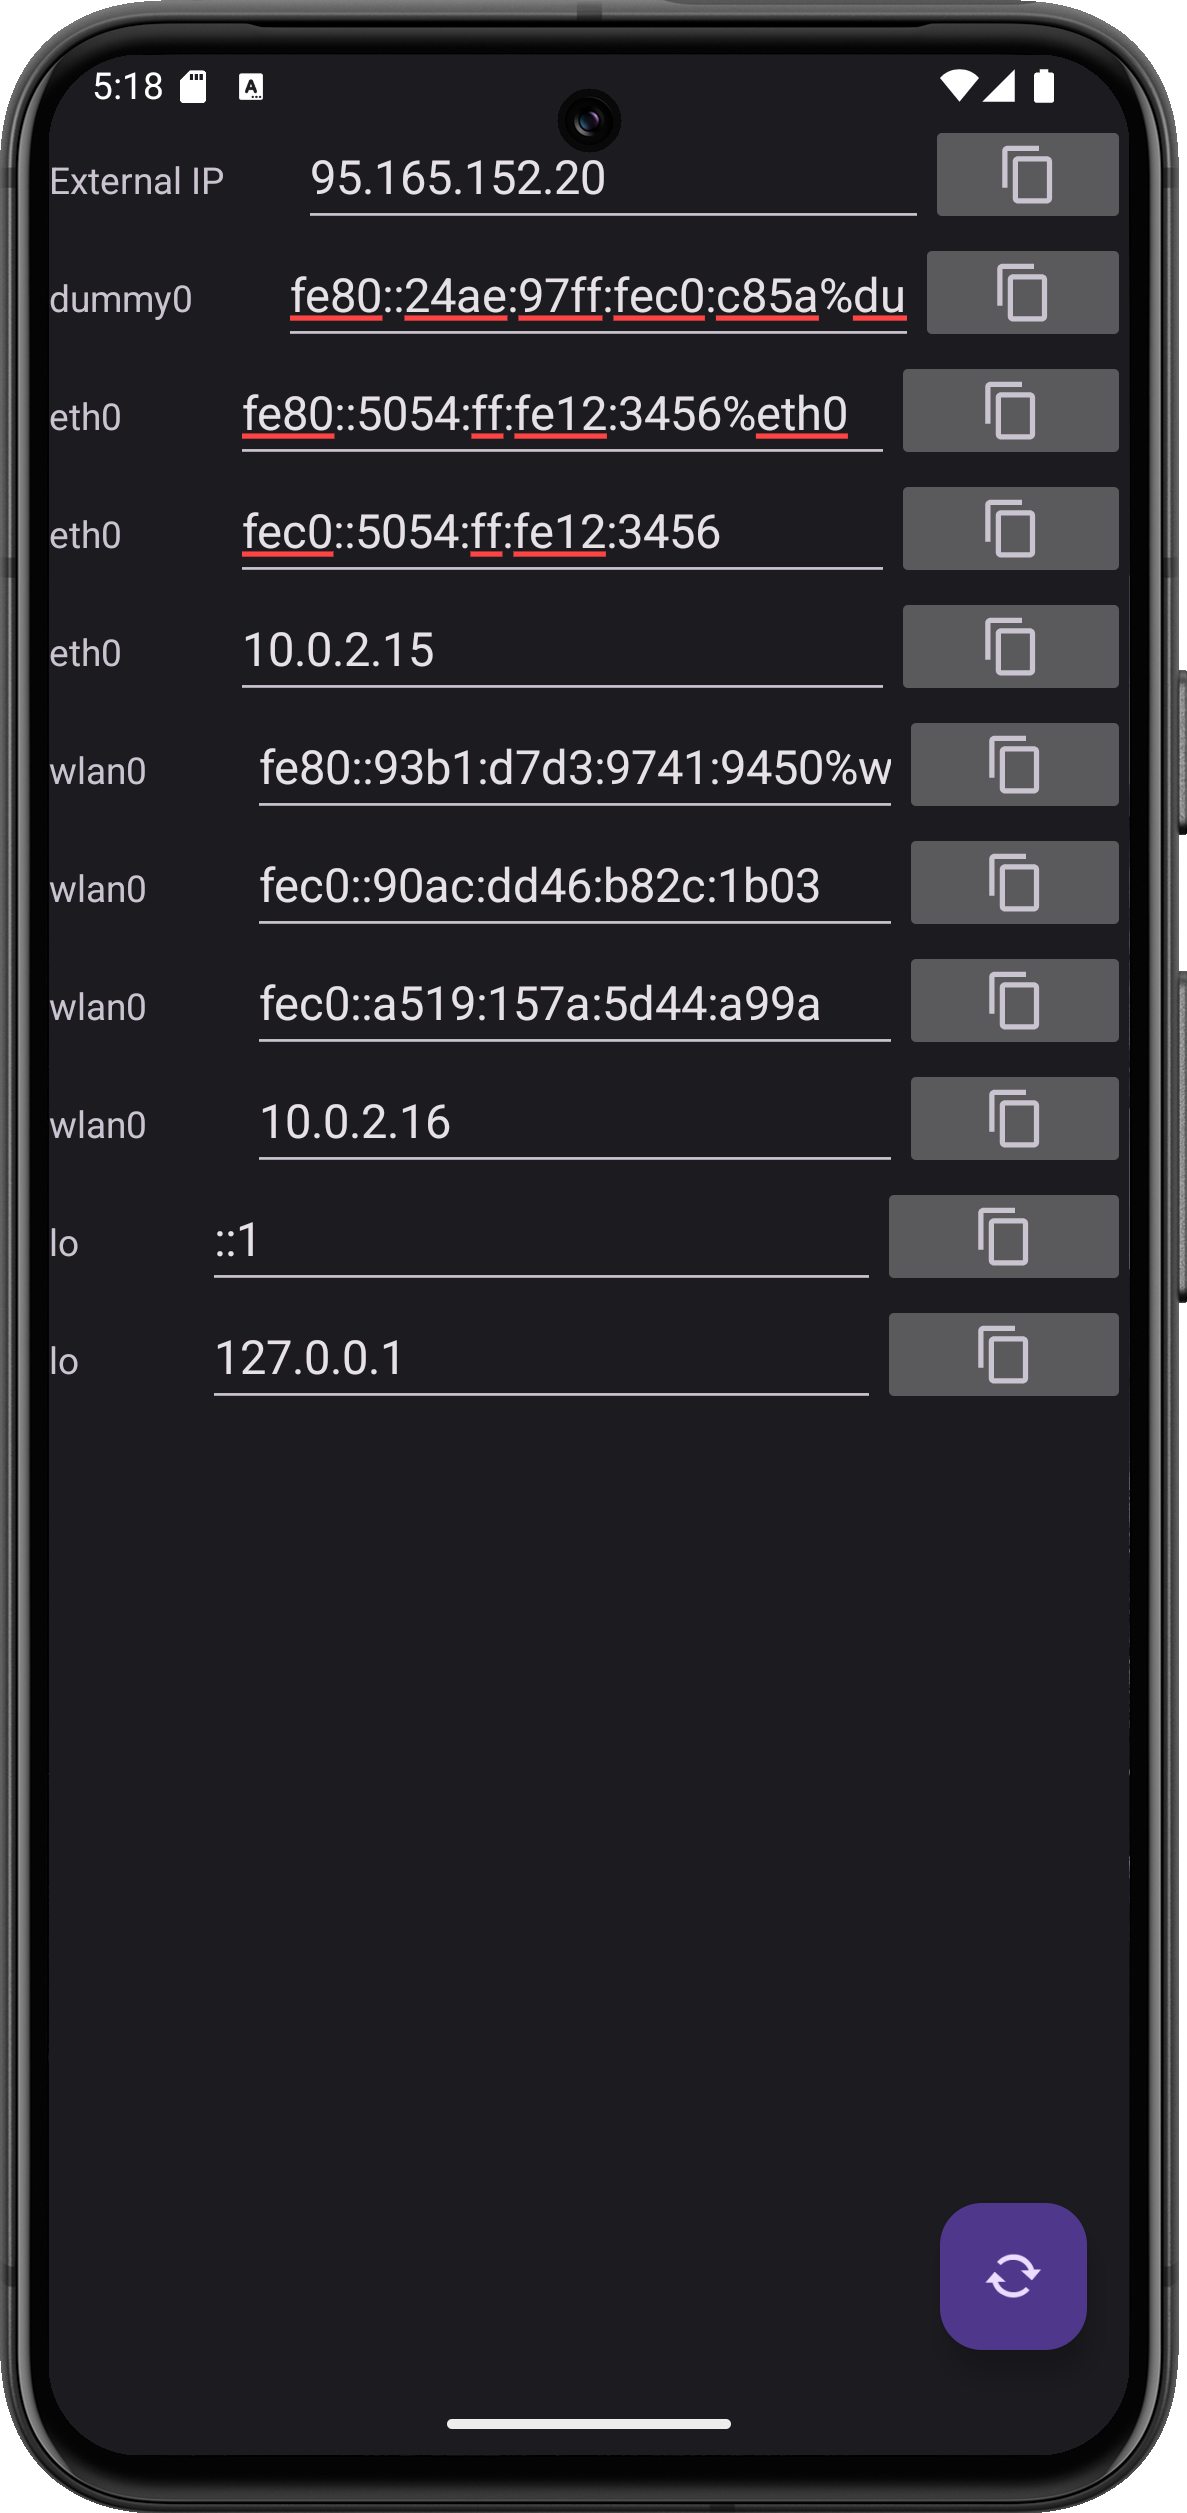 5:18
External IP 95.165.152.20
dummy0 fe80::24ae:97ff:fec0:c85a%du
eth0 fe80::5054:ff:fe12:3456%eth0
eth0 fec0::5054:ff:fe12:3456
eth0 10.0.2.15
wlan0 fe80::93b1:d7d3:9741:9450%w
wlan0 fec0::90ac:dd46:b82c:1b03
wlan0 fec0::a519:157a:5d44:a99a
wlan0 10.0.2.16
lo ::1
lo 127.0.0.1